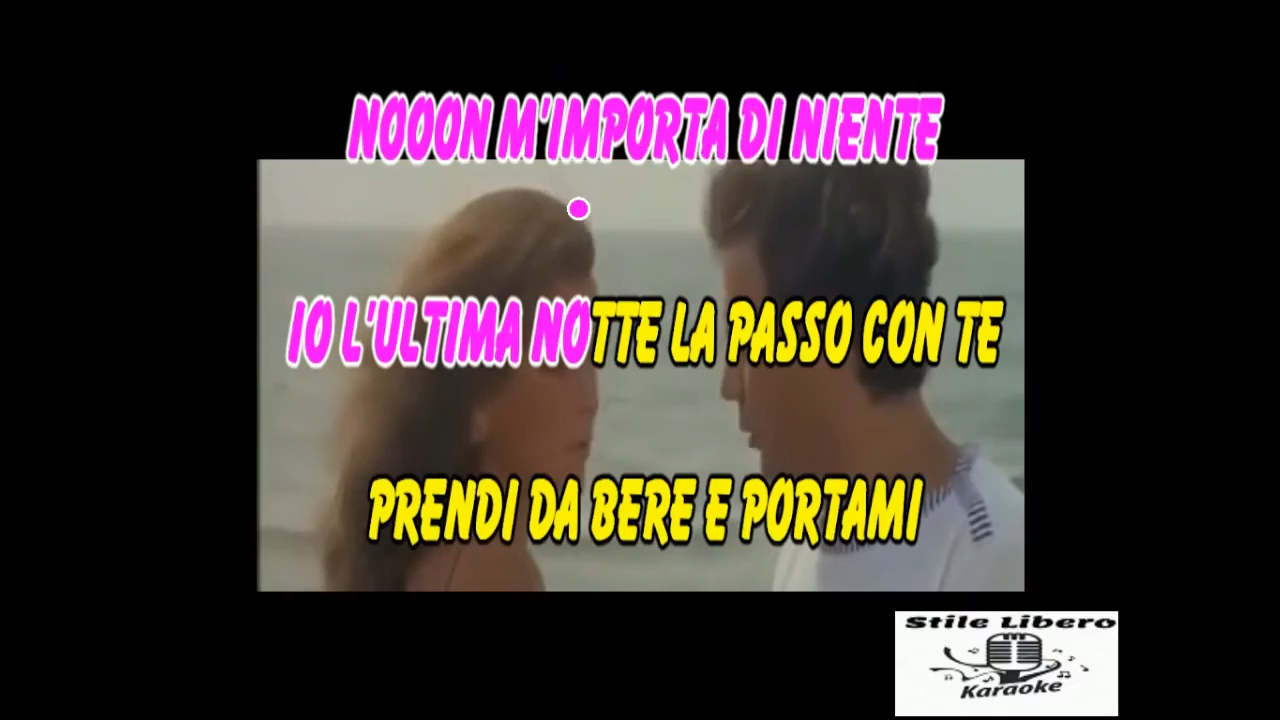 NOOON M'IMPORTA DI NIENTE
IO L'ULTIMA NOTTE LA PASSO CON TE
PRENDI DA BERE E PORTAMI
Stile Libero
Karaoke